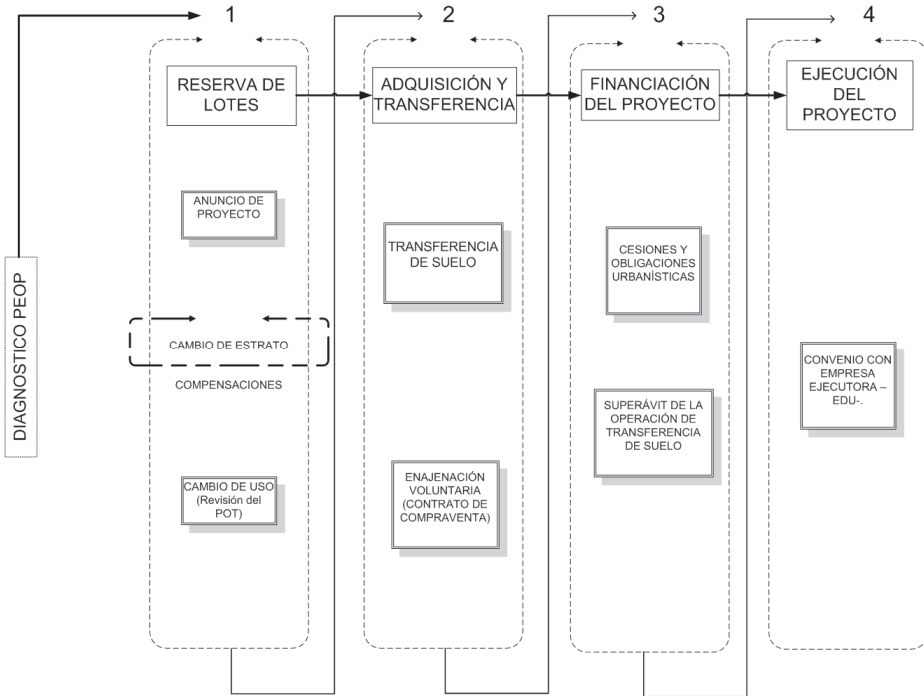 1
2
3
4
RESERVA DE
LOTES
ADQUISICIÓN Y
TRANSFERENCIA
FINANCIACIÓN
DEL PROYECTO
EJECUCIÓN
DEL
PROYECTO
DIAGNOSTICO PEOP
ANUNCIO DE
PROYECTO
CAMBIO DE ESTRATO
COMPENSACIONES
CAMBIO DE USO
(Revisión del
POT)
TRANSFERENCIA
DE SUELO
ENAJENACIÓN
VOLUNTARIA
(CONTRATO DE
COMPRAVENTA)
CESIONES Y
OBLIGACIONES
URBANÍSTICAS
SUPERÁVIT DE LA
OPERACIÓN DE
TRANSFERENCIA
DE SUELO
CONVENIO CON
EMPRESA
EJECUTORA –
EDU-.